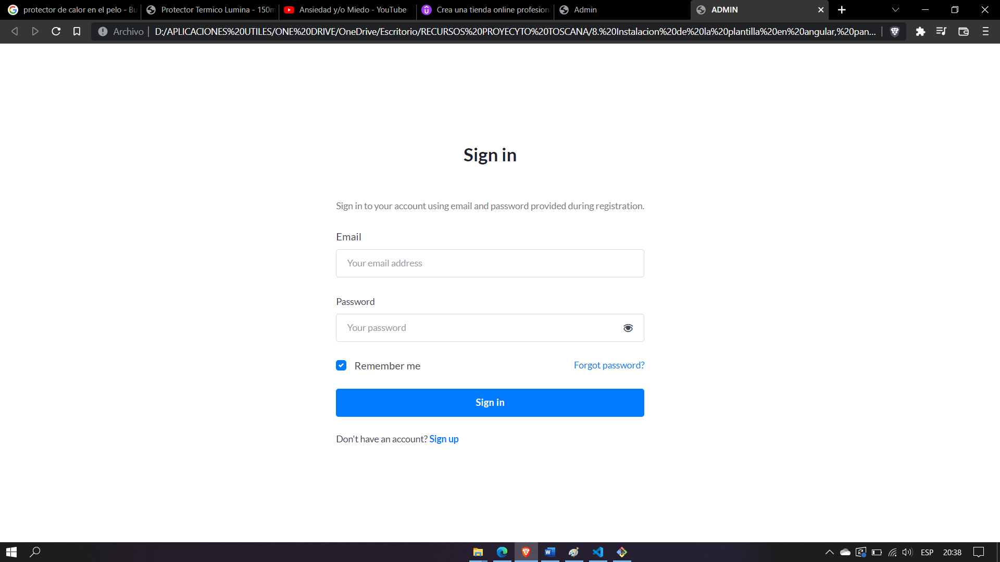 protector de calor en el pelo - Bu
Protector Termico Lumina - 150m
Ansiedad y/o Miedo - YouTube
Crea una tienda online profesion
Admin
ADMIN
Archivo
D:/APLICACIONES%20UTILES/ONE%20DRIVE/OneDrive/Escritorio/RECURSOS%20PROYECYTO%20TOSCANA/8.%20Instalacion%20de%20la%20plantilla%20en%20angular,%20pan...
Sign in
Sign in to your account using email and password provided during registration.
Email
Your email address
Password
Your password
Remember me
Forgot password?
Sign in
Don't have an account? Sign up
ESP
20:38